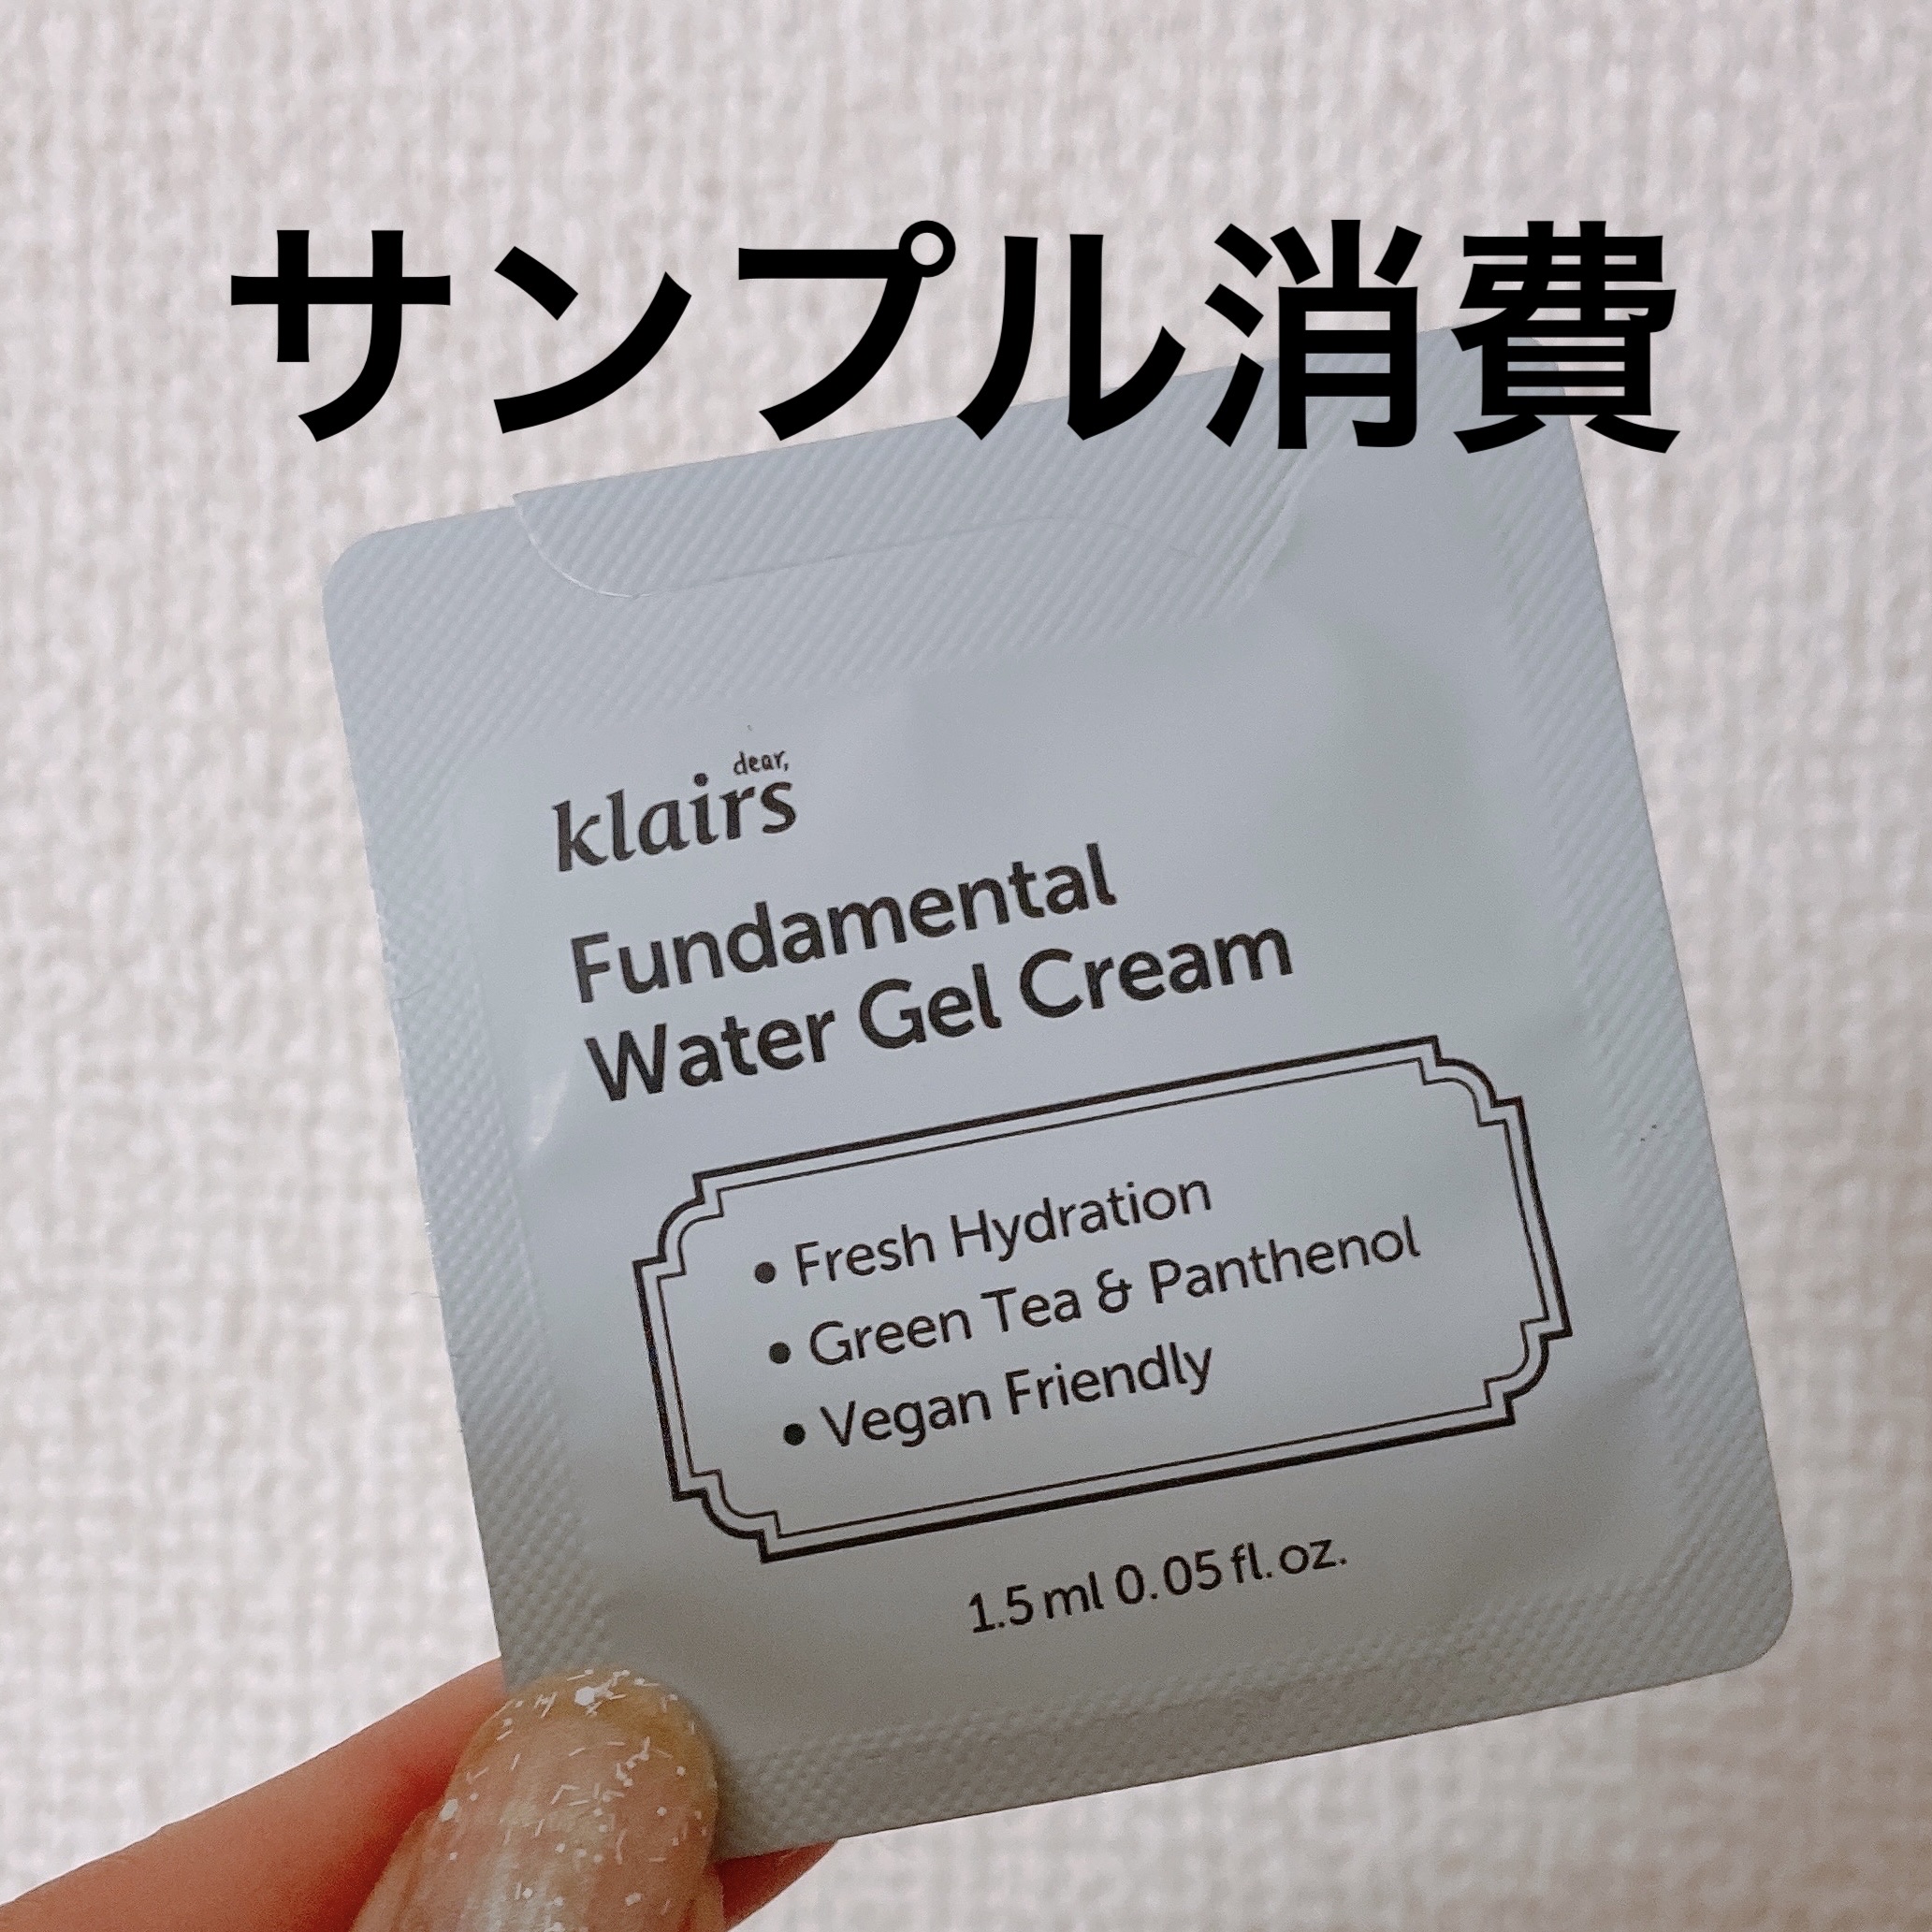 サンプル消費
dear,
klairs
Fundamental
Water Gel Cream
• Fresh Hydration
• Green Tea & Panthenol
• Vegan Friendly
1.5 ml 0.05 fl. oz.